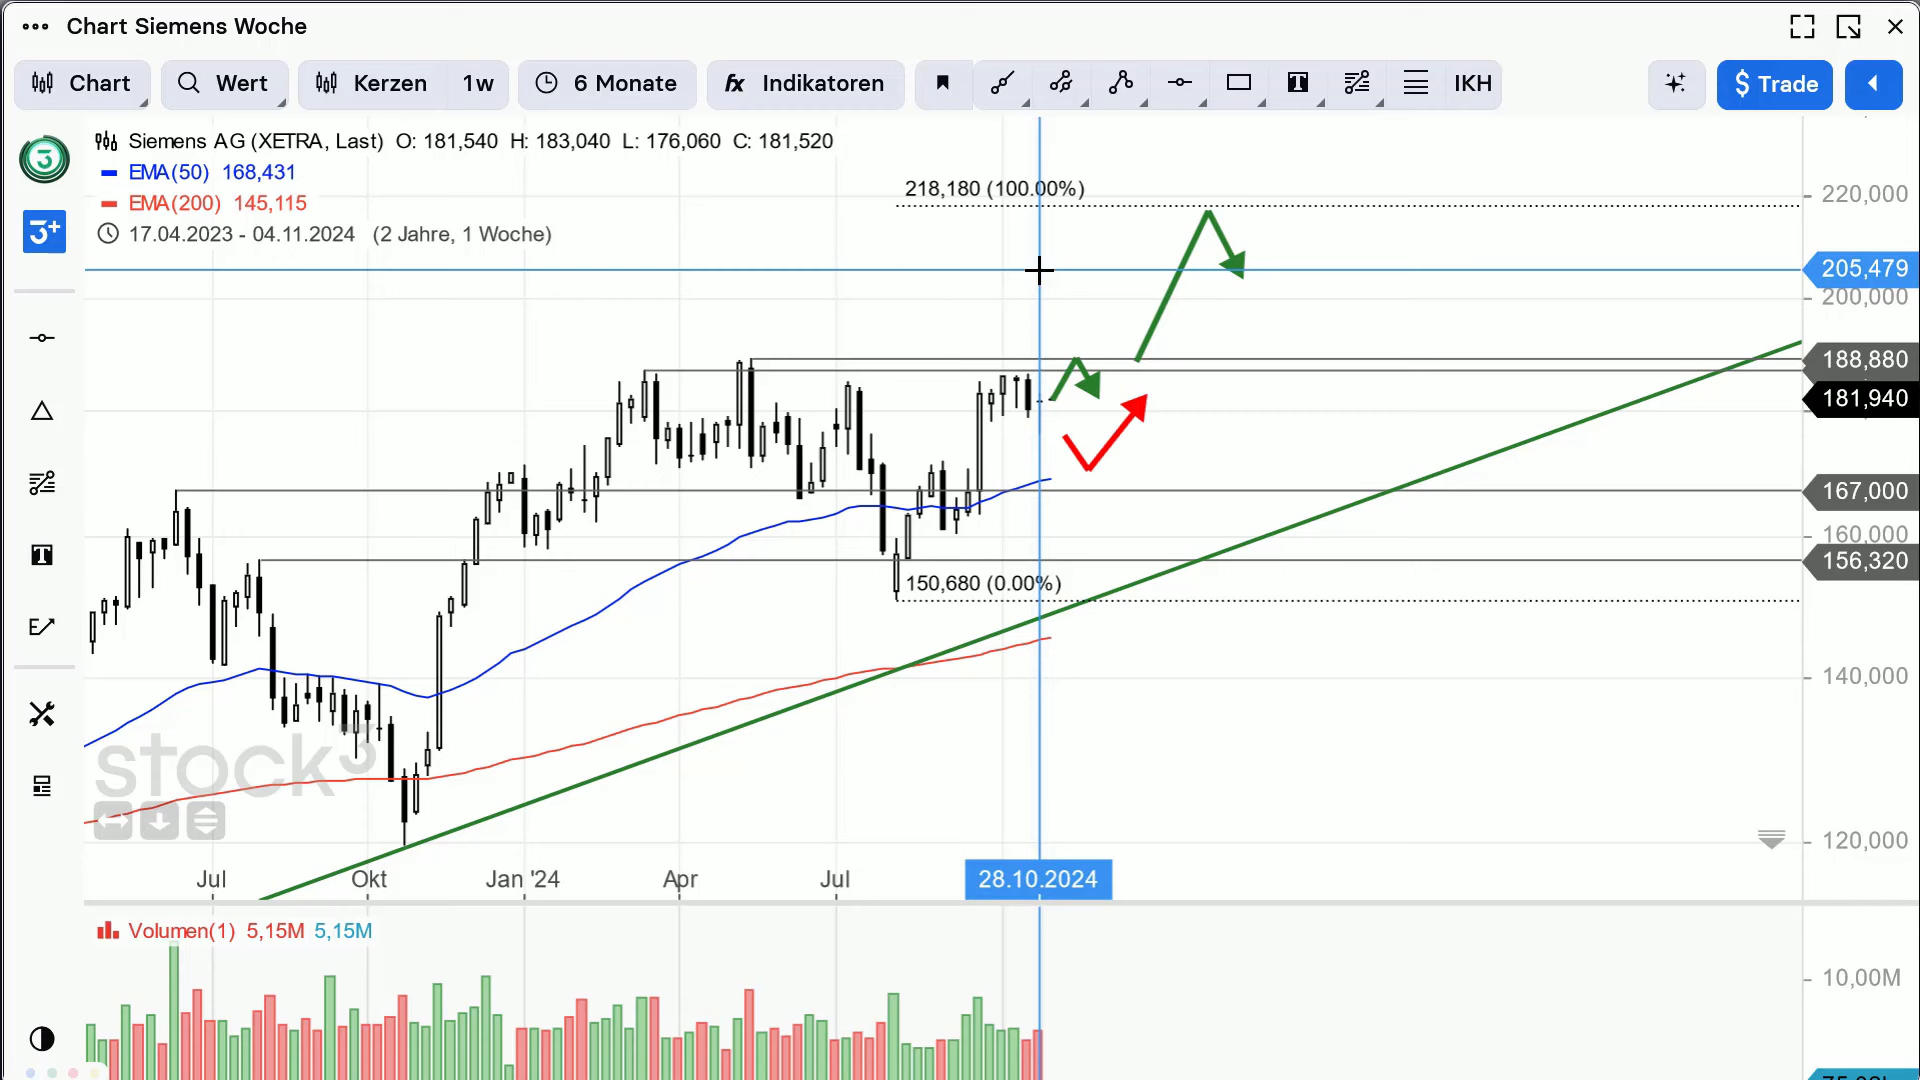 Chart Siemens Woche
Chart
Wert
Kerzen 1w
6 Monate
fx Indikatoren
IKH
$ Trade
3
Siemens AG (XETRA, Last) O: 181,540 H: 183,040 L: 176,060 C: 181,520
EMA(50) 168,431
EMA(200) 145,115
17.04.2023 - 04.11.2024 (2 Jahre, 1 Woche)
3+
218,180 (100.00%)
220,000
205,479
200,000
188,880
181,940
167,000
160,000
156,320
150,680 (0.00%)
140,000
120,000
stock3
Jul
Okt
Jan '24
Apr
Jul
28.10.2024
Volumen(1) 5,15M 5,15M
10,00M